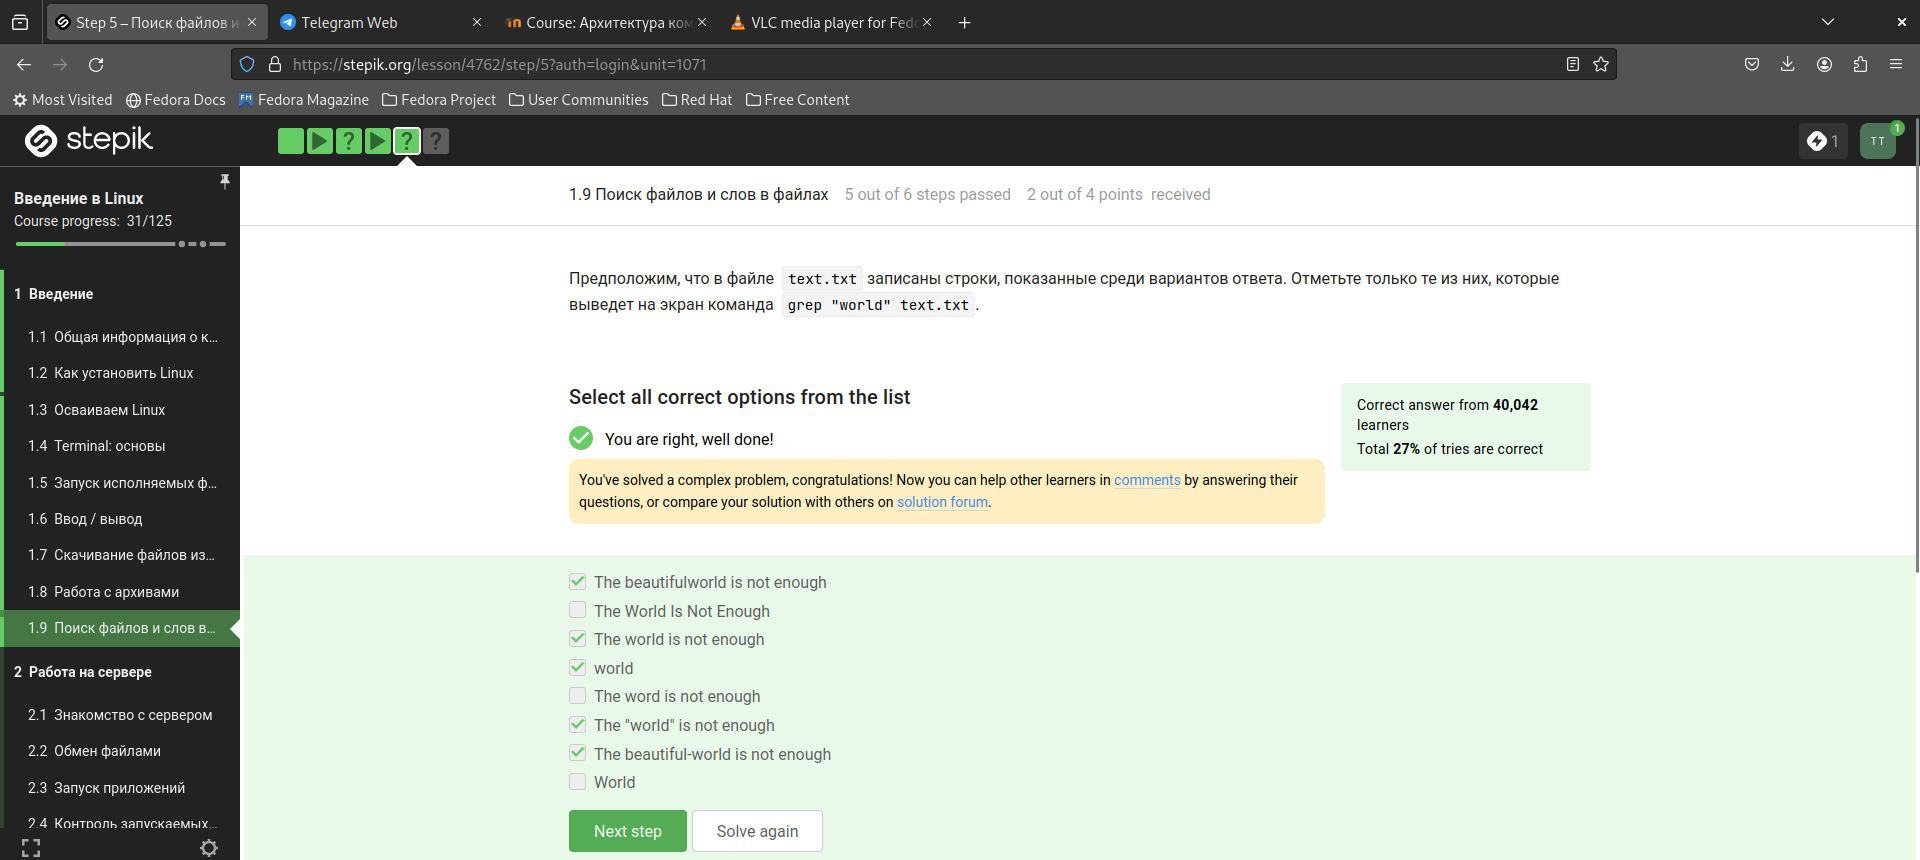 Step 5 – Поиск файлов и
Telegram Web
Course: Архитектура ком
VLC media player for Fed
https://stepik.org/lesson/4762/step/5?auth=login&unit=1071
Most Visited
Fedora Docs
Fedora Magazine
Fedora Project
User Communities
Red Hat
Free Content
stepik
? ? ?
1
TT
1
Введение в Linux
Course progress: 31/125
1 Введение
1.1 Общая информация о к...
1.2 Как установить Linux
1.3 Осваиваем Linux
1.4 Terminal: основы
1.5 Запуск исполняемых ф...
1.6 Ввод / вывод
1.7 Скачивание файлов из...
1.8 Работа с архивами
1.9 Поиск файлов и слов в...
2 Работа на сервере
2.1 Знакомство с сервером
2.2 Обмен файлами
2.3 Запуск приложений
2.4 Контроль запускаемых...
1.9 Поиск файлов и слов в файлах 5 out of 6 steps passed 2 out of 4 points received
Предположим, что в файле text.txt записаны строки, показанные среди вариантов ответа. Отметьте только те из них, которые
выведет на экран команда grep "world" text.txt.
Select all correct options from the list
You are right, well done!
You've solved a complex problem, congratulations! Now you can help other learners in comments by answering their
questions, or compare your solution with others on solution forum.
Correct answer from 40,042
learners
Total 27% of tries are correct
The beautifulworld is not enough
The World Is Not Enough
The world is not enough
world
The word is not enough
The "world" is not enough
The beautiful-world is not enough
World
Next step
Solve again